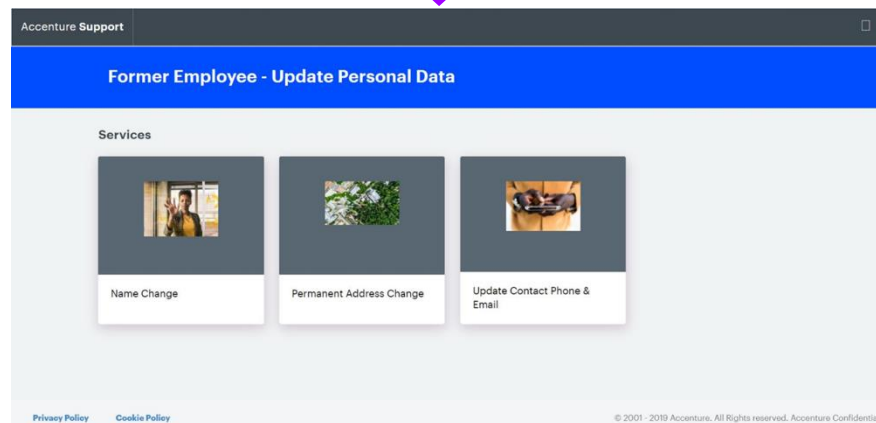 Accenture Support
Former Employee - Update Personal Data
Services
Name Change
Permanent Address Change
Update Contact Phone &
Email
Privacy Policy Cookie Policy © 2001 - 2019 Accenture. All Rights reserved. Accenture Confidentia